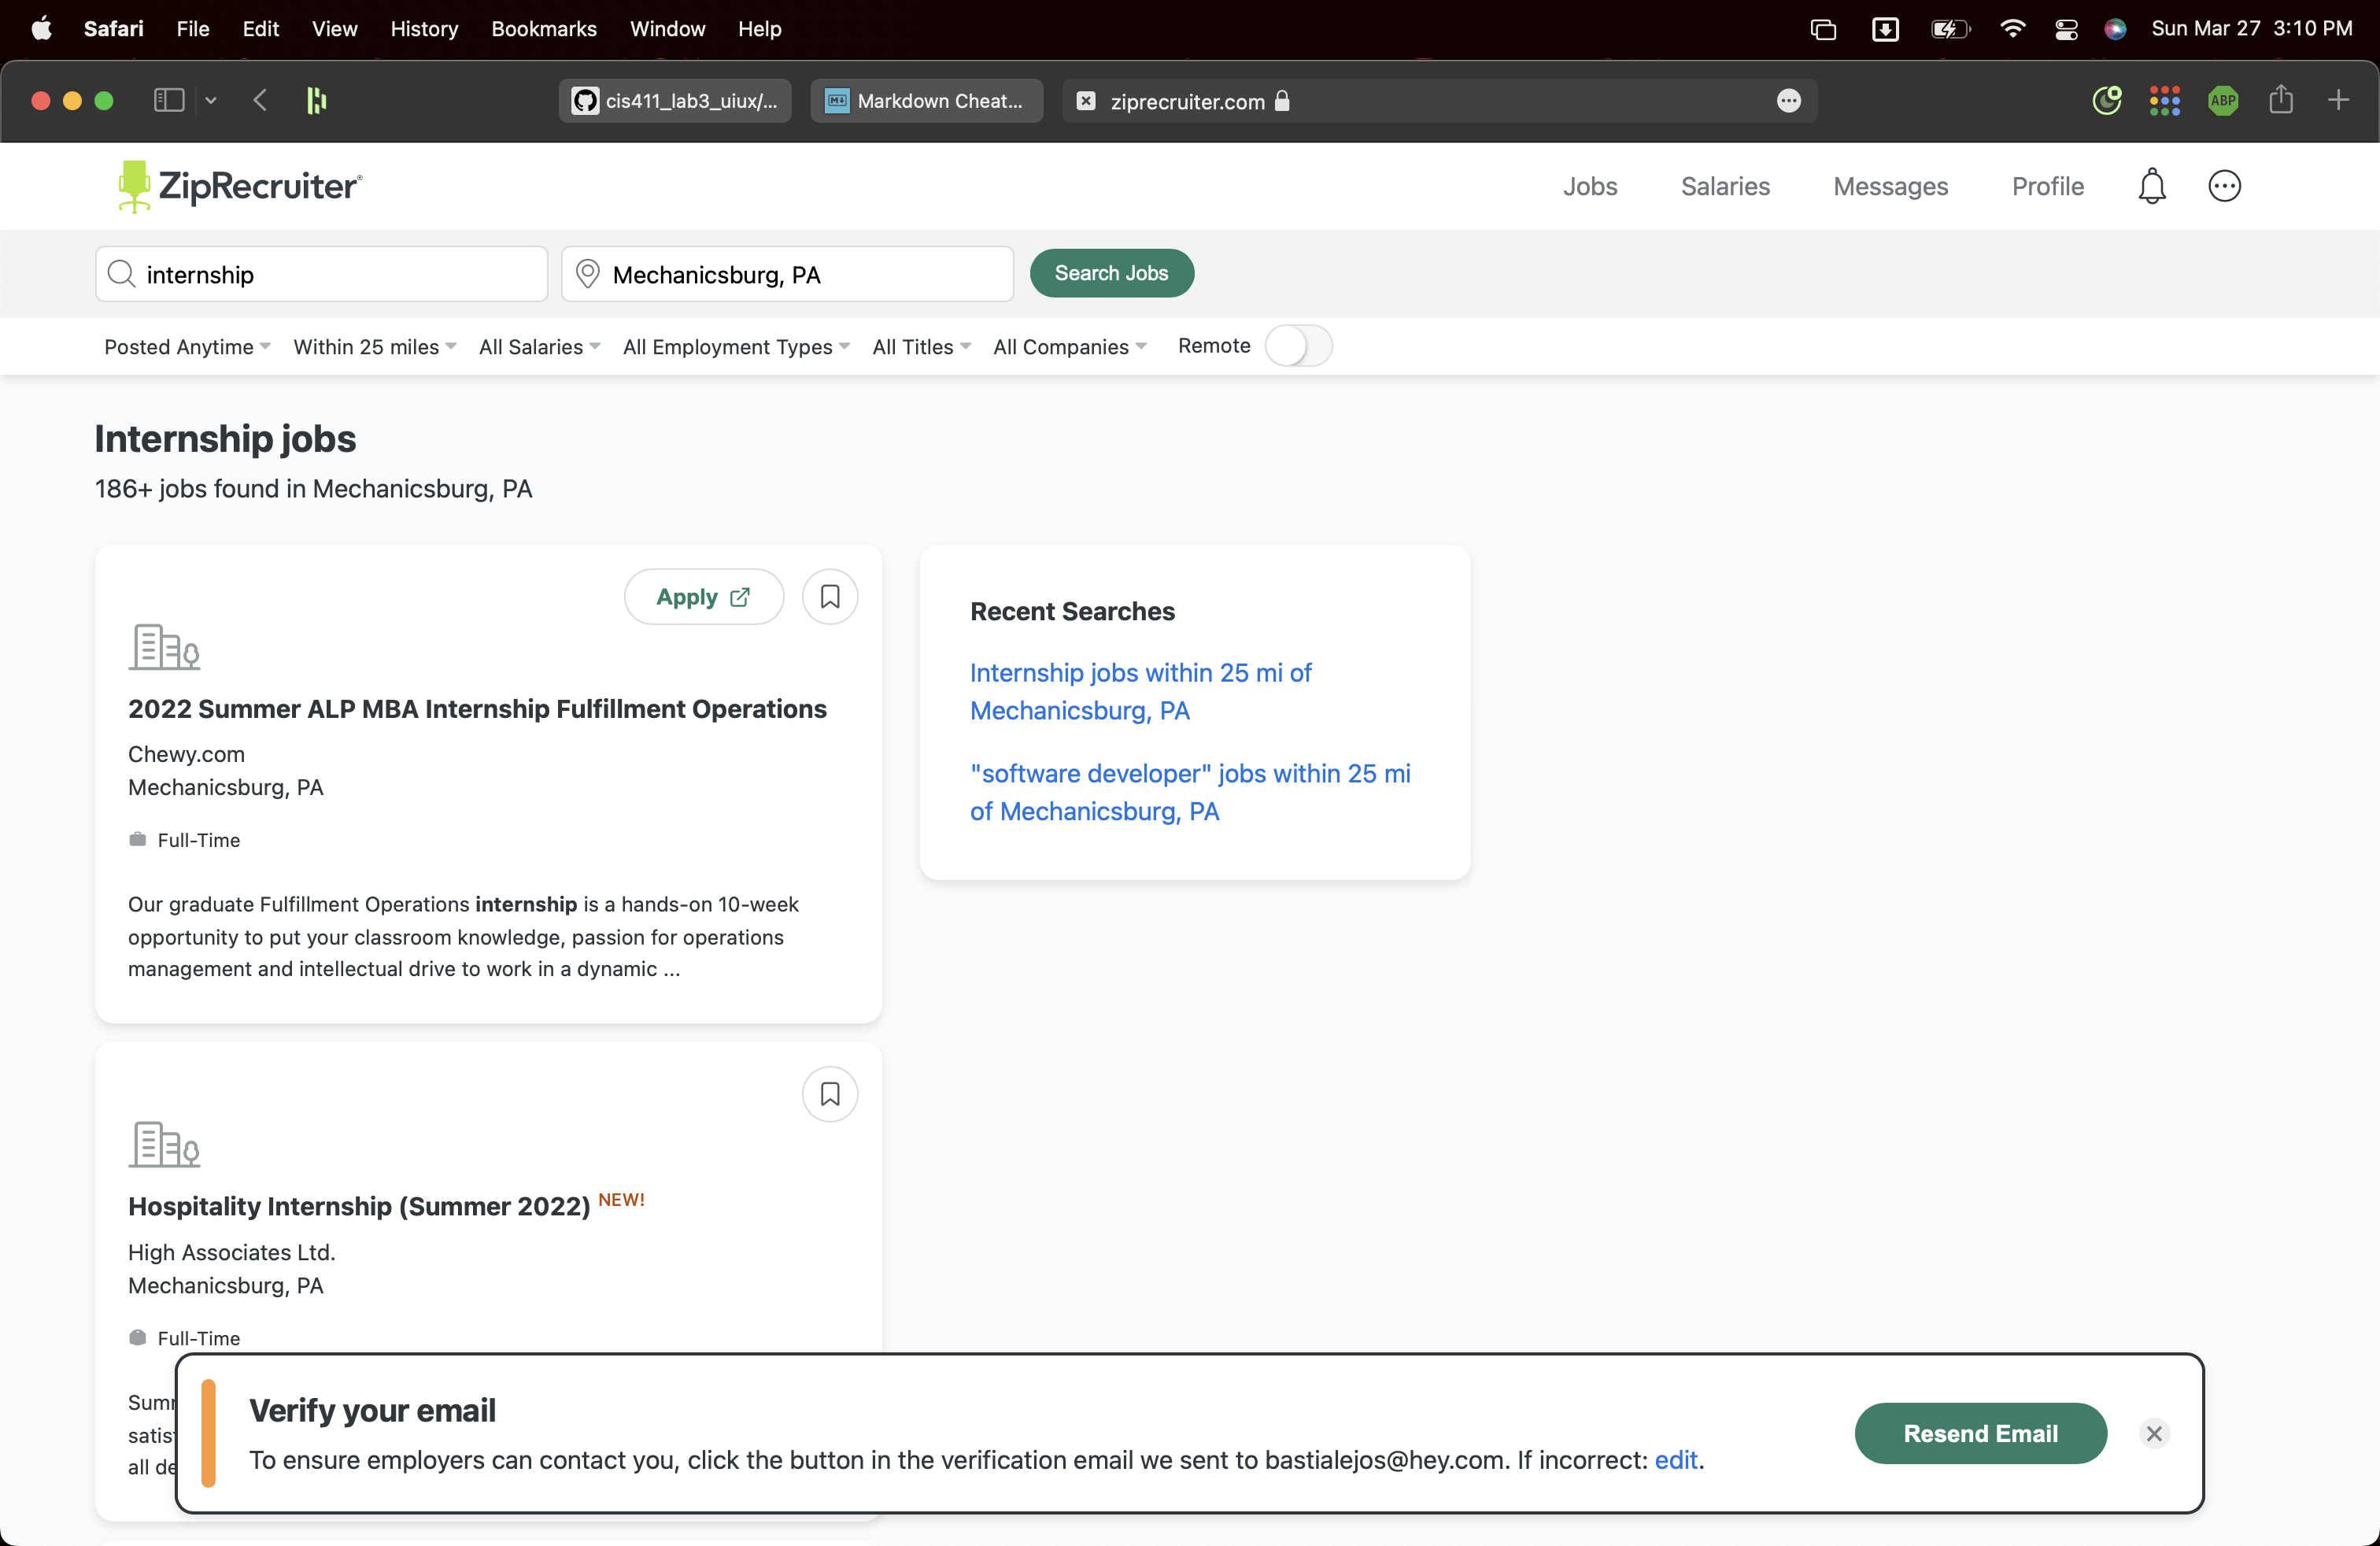 Safari File Edit View History Bookmarks Window Help Sun Mar 27 3:10 PM
cis411_lab3_uiux/... Markdown Cheat... ziprecruiter.com ABP
ZipRecruiter® Jobs Salaries Messages Profile
internship Mechanicsburg, PA Search Jobs
Posted Anytime Within 25 miles All Salaries All Employment Types All Titles All Companies Remote
Internship jobs
186+ jobs found in Mechanicsburg, PA
Apply
2022 Summer ALP MBA Internship Fulfillment Operations
Chewy.com
Mechanicsburg, PA
Full-Time
Our graduate Fulfillment Operations internship is a hands-on 10-week
opportunity to put your classroom knowledge, passion for operations
management and intellectual drive to work in a dynamic ...
Recent Searches
Internship jobs within 25 mi of
Mechanicsburg, PA
"software developer" jobs within 25 mi
of Mechanicsburg, PA
Hospitality Internship (Summer 2022) NEW!
High Associates Ltd.
Mechanicsburg, PA
Full-Time
all
Verify your email
To ensure employers can contact you, click the button in the verification email we sent to bastialejos@hey.com. If incorrect: edit.
Resend Email